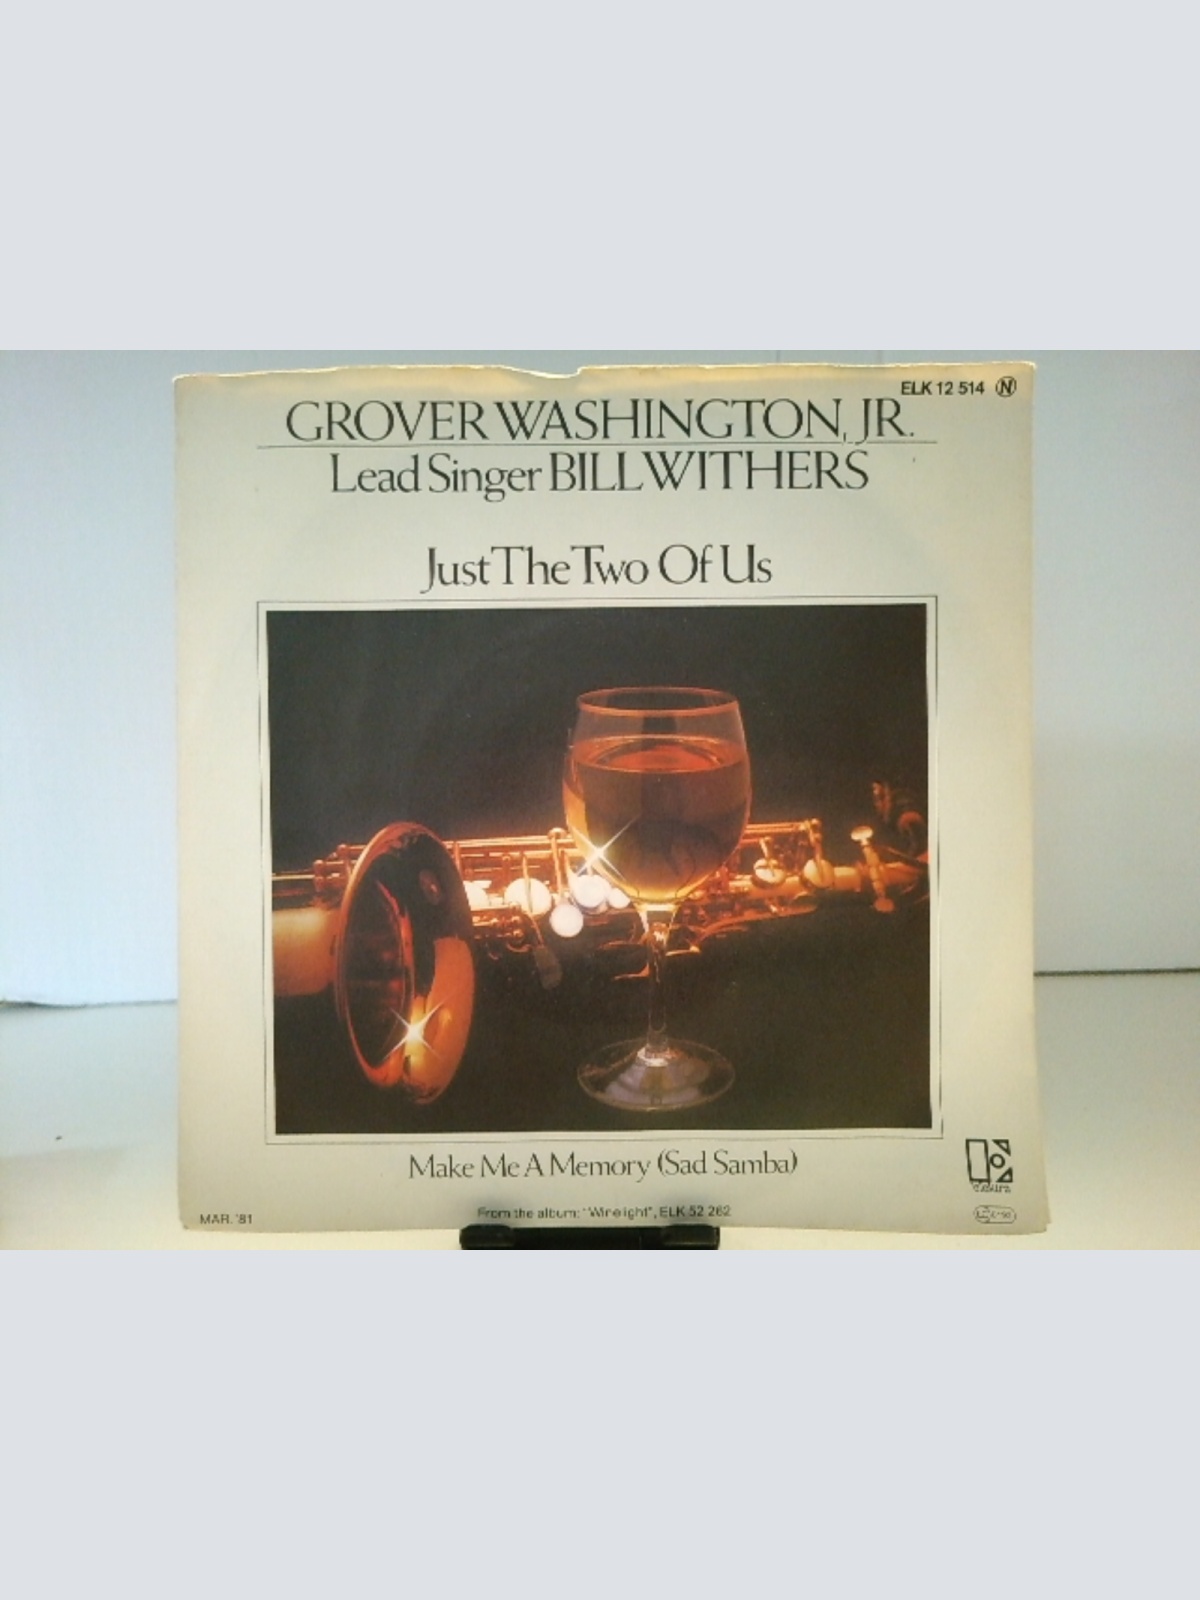 ELK 12 514 N
GROVER WASHINGTON, JR.
Lead Singer BILL WITHERS
Just The Two Of Us
Make Me A Memory (Sad Samba)
elektra
MAR. '81
From the album: "Winelight", ELK 52 262